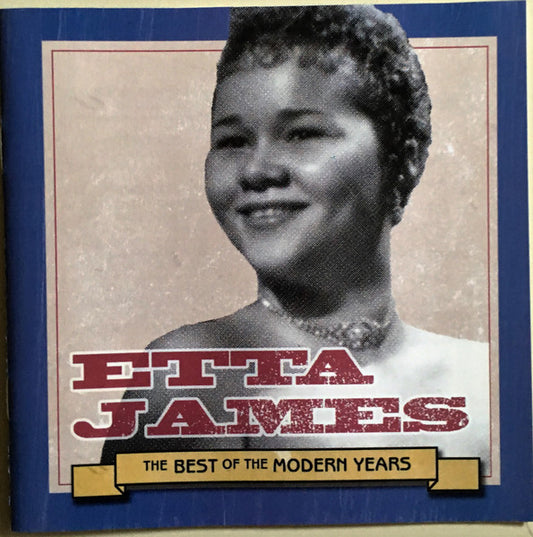 ETTA
JAMES
THE BEST OF THE MODERN YEARS